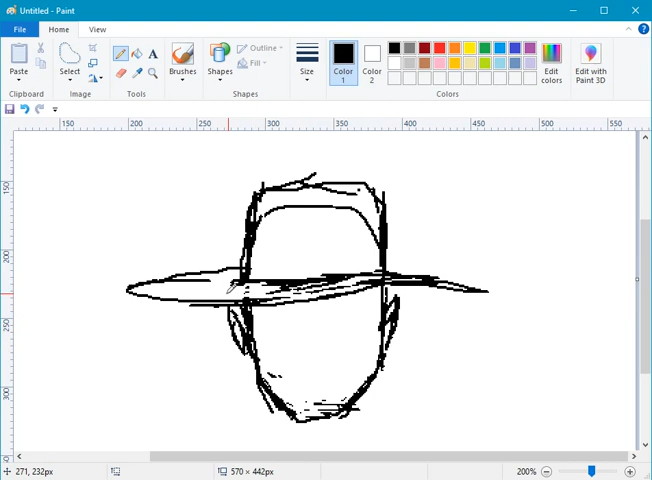 Untitled - Paint
File Home View
Paste
Select
Brushes
Shapes
Outline
Fill
Size
Color 1
Color 2
Edit colors
Edit with Paint 3D
Clipboard Image Tools Shapes Colors
150 200 250 300 350 400 450 500 550
150
200
250
300
271, 232px 570 × 442px 200%